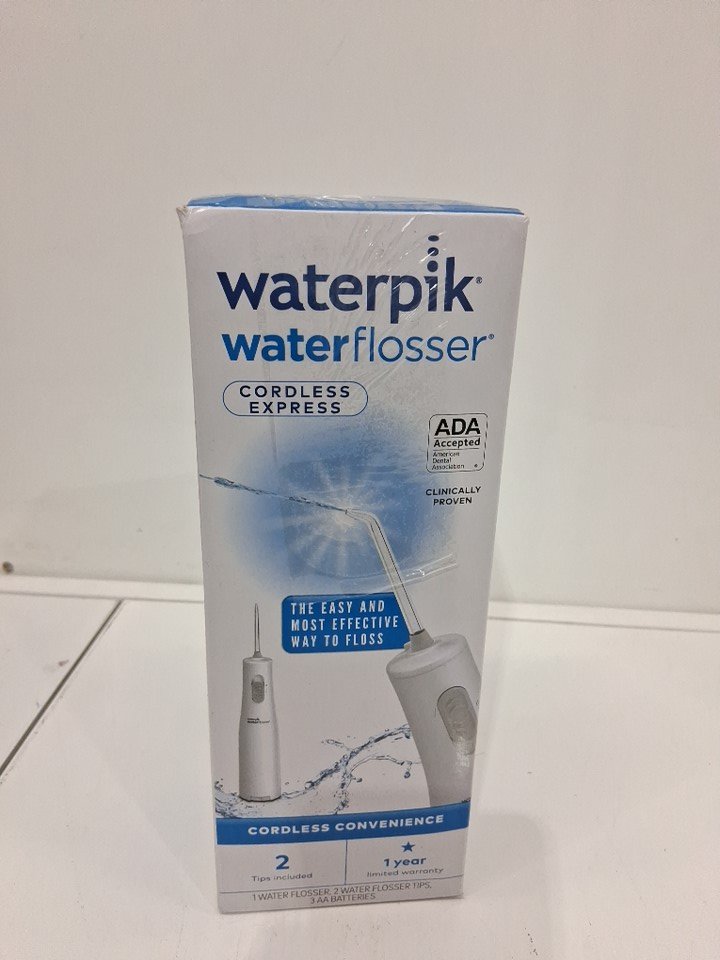 waterpik®
waterflosser®
CORDLESS
EXPRESS
ADA
Accepted
American
Dental
Association
®
CLINICALLY
PROVEN
THE EASY AND
MOST EFFECTIVE
WAY TO FLOSS
CORDLESS CONVENIENCE
2
Tips included
1 year
limited warranty
1 WATER FLOSSER, 2 WATER FLOSSER TIPS,
3 AA BATTERIES